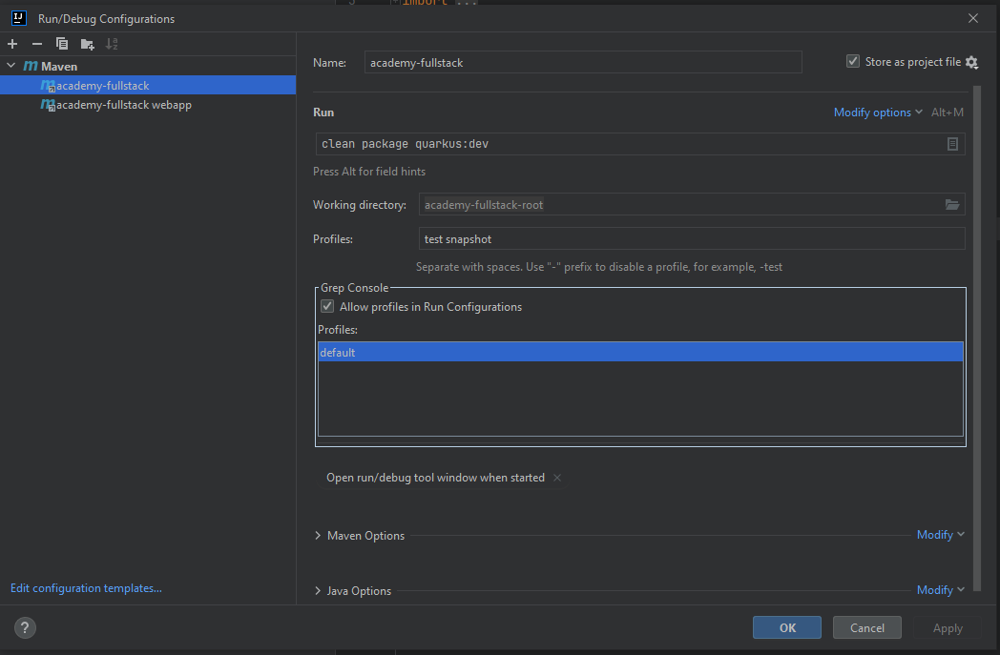 import ...
IJ Run/Debug Configurations
Maven
academy-fullstack
academy-fullstack webapp
Edit configuration templates...
Name: academy-fullstack Store as project file
Run Modify options Alt+M
clean package quarkus:dev
Press Alt for field hints
Working directory: academy-fullstack-root
Profiles: test snapshot
Separate with spaces. Use "-" prefix to disable a profile, for example, -test
Grep Console
Allow profiles in Run Configurations
Profiles:
default
Open run/debug tool window when started
Maven Options Modify
Java Options Modify
? OK Cancel Apply